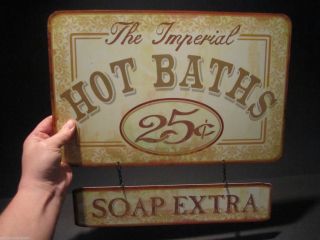 The Imperial
HOT BATHS
25¢
SOAP EXTRA